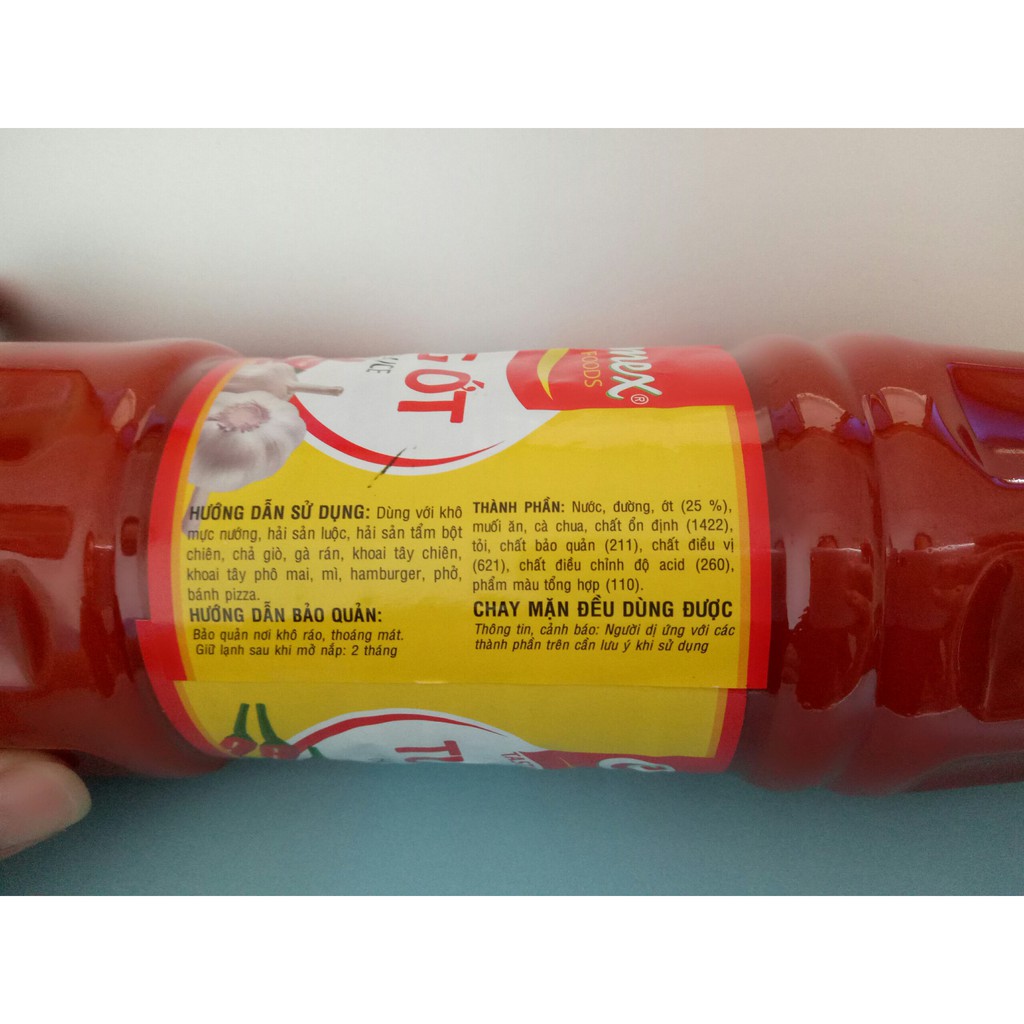 ỚT
FOODS
®
HƯỚNG DẪN SỬ DỤNG: Dùng với khô
mực nướng, hải sản luộc, hải sản tẩm bột
chiên, chả giò, gà rán, khoai tây chiên,
khoai tây phô mai, mì, hamburger, phở,
bánh pizza.
HƯỚNG DẪN BẢO QUẢN:
Bảo quản nơi khô ráo, thoáng mát.
Giữ lạnh sau khi mở nắp: 2 tháng
THÀNH PHẦN: Nước, đường, ớt (25 %),
muối ăn, cà chua, chất ổn định (1422),
tỏi, chất bảo quản (211), chất điều vị
(621), chất điều chỉnh độ acid (260),
phẩm màu tổng hợp (110).
CHAY MẶN ĐỀU DÙNG ĐƯỢC
Thông tin, cảnh báo: Người dị ứng với các
thành phần trên cần lưu ý khi sử dụng